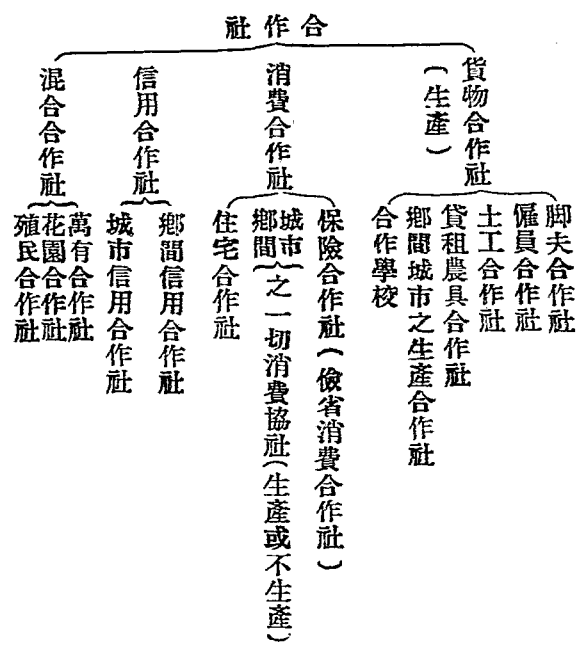 合作社
貨物合作社
(生產)
脚夫合作社
僱員合作社
土工合作社
貸租農具合作社
鄉間城市之生產合作社
合作學校
消費合作社
保險合作社(儉省消費合作社)
城市
鄉間
之一切消費協社(生產或不生產)
住宅合作社
信用合作社
鄉間信用合作社
城市信用合作社
混合合作社
萬有合作社
花園合作社
殖民合作社